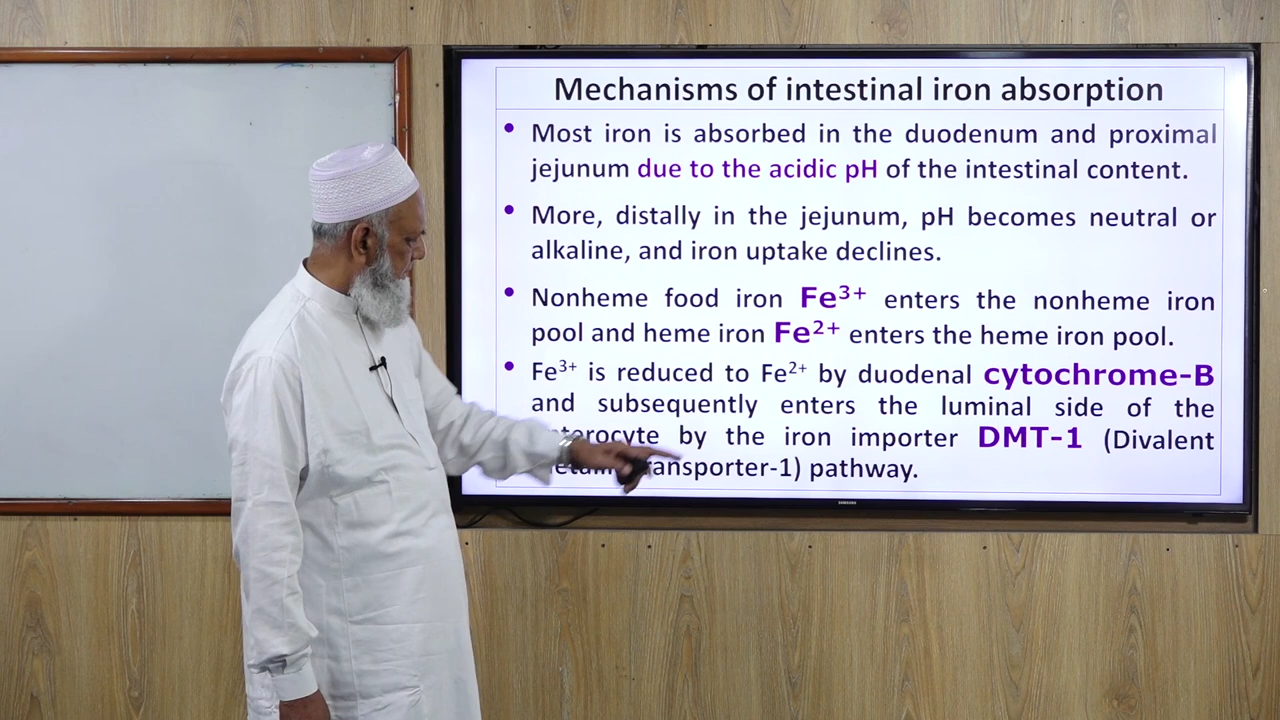 Mechanisms of intestinal iron absorption
• Most iron is absorbed in the duodenum and proximal
jejunum due to the acidic pH of the intestinal content.
• More, distally in the jejunum, pH becomes neutral or
alkaline, and iron uptake declines.
• Nonheme food iron Fe³⁺ enters the nonheme iron
pool and heme iron Fe²⁺ enters the heme iron pool.
• Fe³⁺ is reduced to Fe²⁺ by duodenal cytochrome-B
and subsequently enters the luminal side of the
by the iron importer DMT-1 (Divalent
pathway.
SAMSUNG